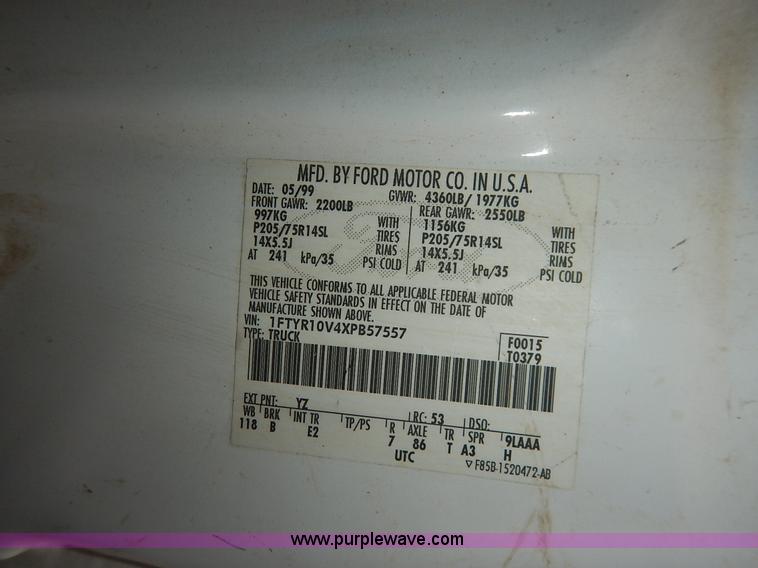 MFD. BY FORD MOTOR CO. IN U.S.A.
DATE: 05/99 GVWR: 4360LB/ 1977KG
FRONT GAWR: 2200LB REAR GAWR: 2550LB
997KG WITH 1156KG WITH
P205/75R14SL TIRES P205/75R14SL TIRES
14X5.5J RIMS 14X5.5J RIMS
AT 241 kPa/35 PSI COLD AT 241 kPa/35 PSI COLD
THIS VEHICLE CONFORMS TO ALL APPLICABLE FEDERAL MOTOR
VEHICLE SAFETY STANDARDS IN EFFECT ON THE DATE OF
MANUFACTURE SHOWN ABOVE.
VIN: 1FTYR10V4XPB57557 F0015
TYPE: TRUCK T0379
EXT PNT: YZ RC: 53 DSO:
WB BRK INT TR TP/PS R AXLE TR SPR 9LAAA
118 B E2 7 86 T A3 H
UTC
▽ F85B-1520472-AB
Ford
www.purplewave.com